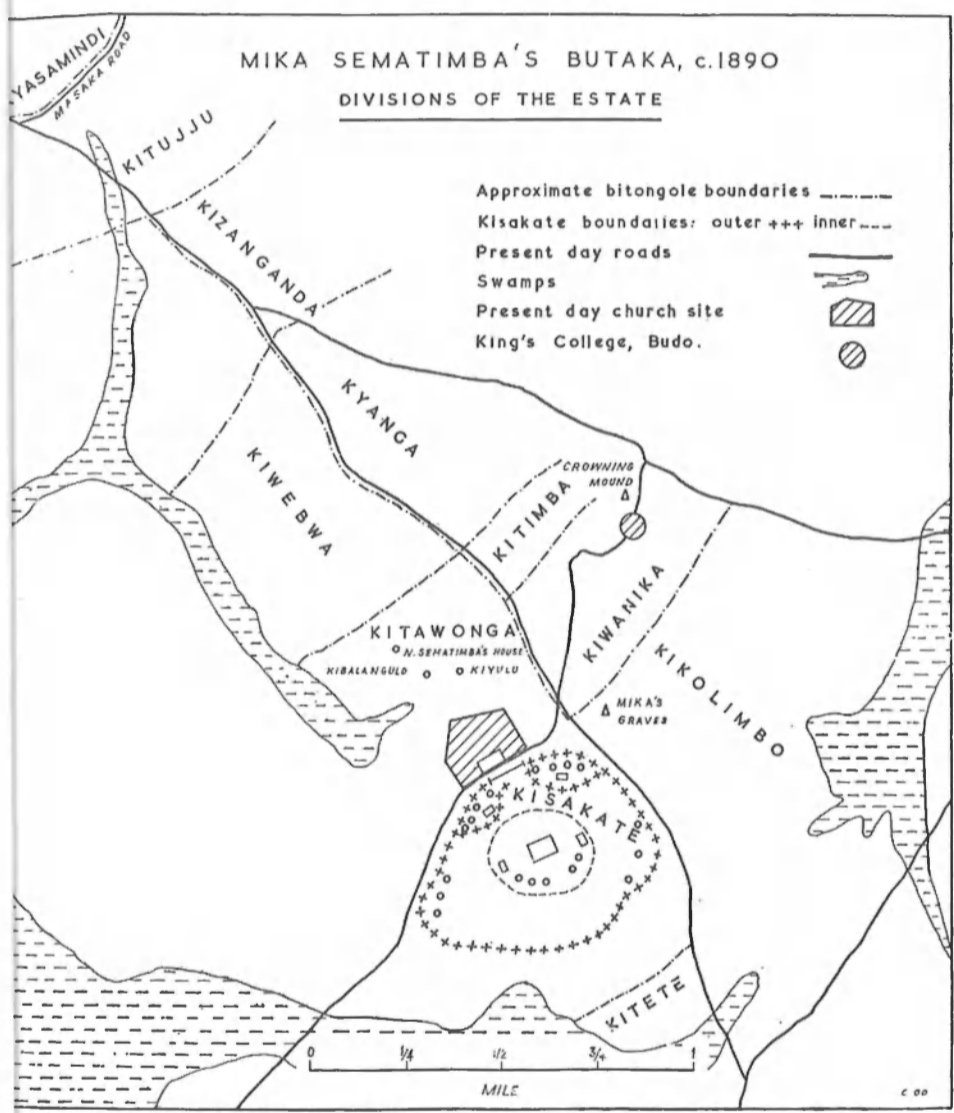 MIKA SEMATIMBA'S BUTAKA, c.1890
DIVISIONS OF THE ESTATE
YASAMINDI
MASAKA ROAD
KITUJJU
KIZANGANDA
Approximate bitongole boundaries
Kisakate boundaries: outer +++ inner ---
Present day roads
Swamps
Present day church site
King's College, Budo.
KYANGA
KIWEBWA
CROWNING
MOUND
KITIMBA
KIWANIKA
KIKOLIMBO
KITAWONGA
N. SEMATIMBA'S HOUSE
KIBALANGULO
KIYULU
MIKA'S
GRAVES
KISAKATE
KITETE
0 1/4 1/2 3/4 1
MILE